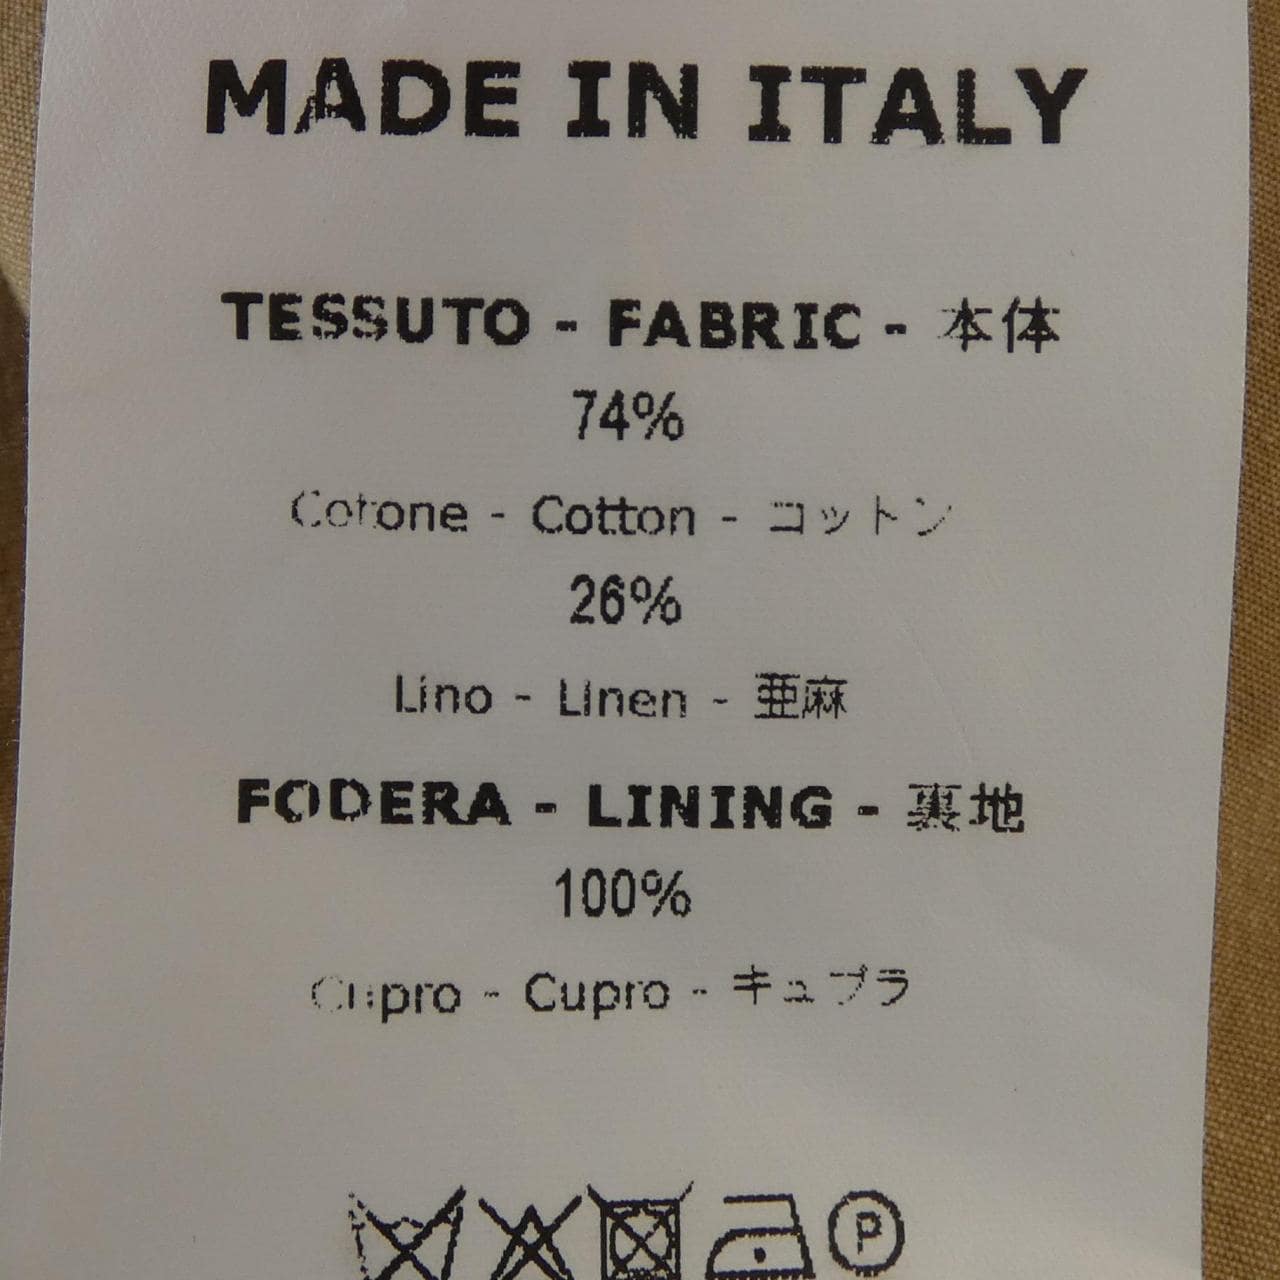 MADE IN ITALY
TESSUTO - FABRIC - 本体
74%
Cotone - Cotton - コットン
26%
Lino - Linen - 亜麻
FODERA - LINING - 裏地
100%
Cupro - Cupro - キュプラ
P